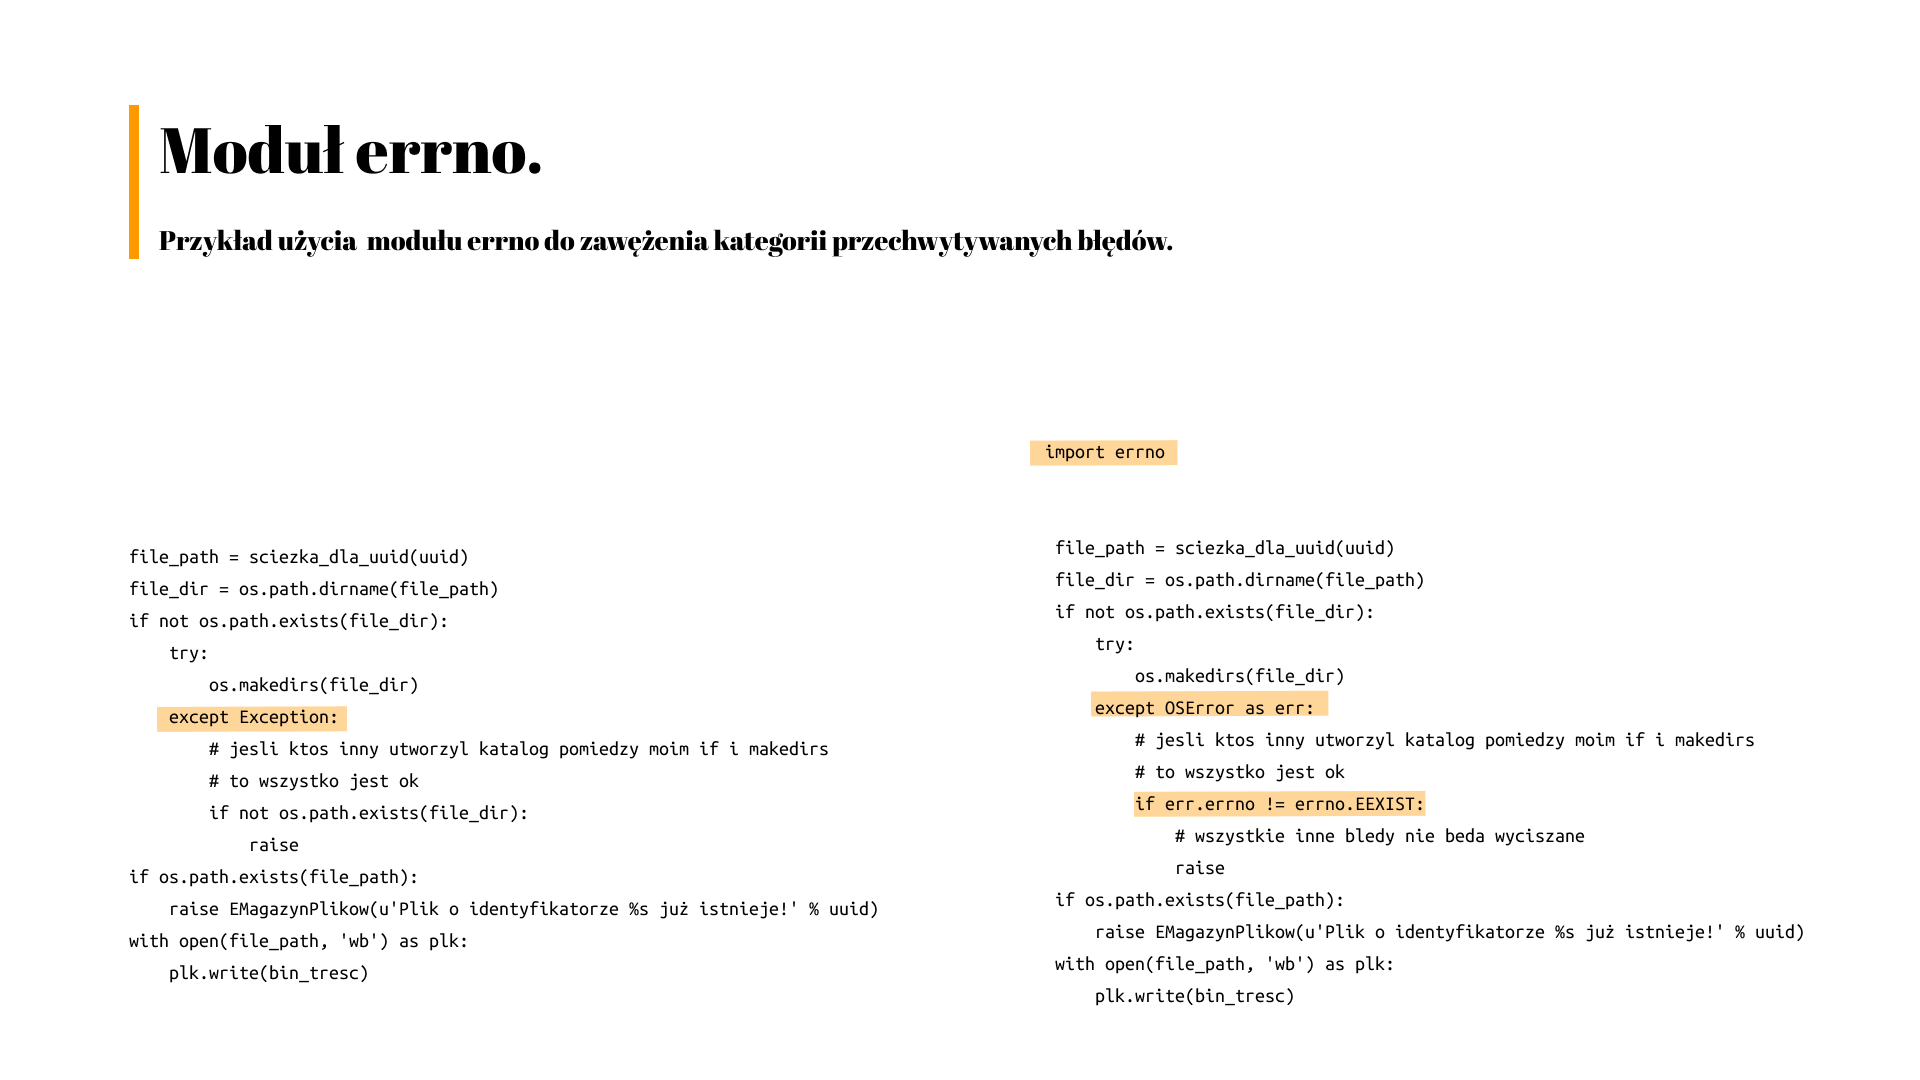 Moduł errno.
Przykład użycia  modułu errno do zawężenia kategorii przechwytywanych błędów.
file_path = sciezka_dla_uuid(uuid)
file_dir = os.path.dirname(file_path)
if not os.path.exists(file_dir):
    try:
        os.makedirs(file_dir)
    except Exception:
        # jesli ktos inny utworzyl katalog pomiedzy moim if i makedirs
        # to wszystko jest ok
        if not os.path.exists(file_dir):
            raise
if os.path.exists(file_path):
    raise EMagazynPlikow(u'Plik o identyfikatorze %s już istnieje!' % uuid)
with open(file_path, 'wb') as plk:
    plk.write(bin_tresc)
import errno
file_path = sciezka_dla_uuid(uuid)
file_dir = os.path.dirname(file_path)
if not os.path.exists(file_dir):
    try:
        os.makedirs(file_dir)
    except OSError as err:
        # jesli ktos inny utworzyl katalog pomiedzy moim if i makedirs
        # to wszystko jest ok
        if err.errno != errno.EEXIST:
            # wszystkie inne bledy nie beda wyciszane
            raise
if os.path.exists(file_path):
    raise EMagazynPlikow(u'Plik o identyfikatorze %s już istnieje!' % uuid)
with open(file_path, 'wb') as plk:
    plk.write(bin_tresc)